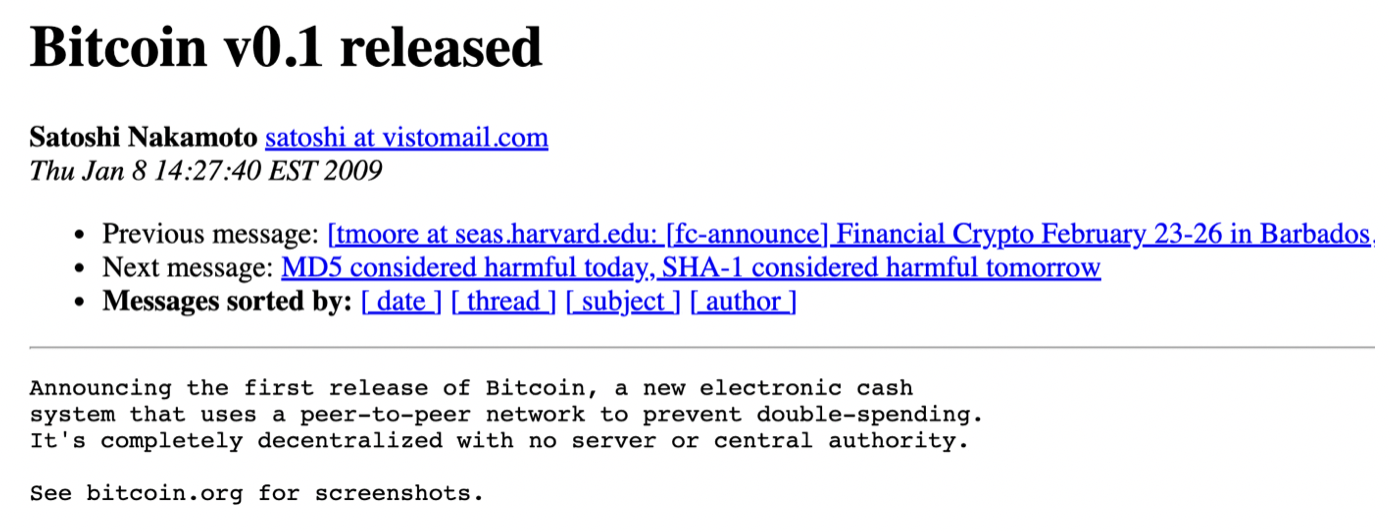 Bitcoin v0.1 released
Satoshi Nakamoto satoshi at vistomail.com
Thu Jan 8 14:27:40 EST 2009
• Previous message: [tmoore at seas.harvard.edu: [fc-announce] Financial Crypto February 23-26 in Barbados,
• Next message: MD5 considered harmful today, SHA-1 considered harmful tomorrow
• Messages sorted by: [ date ] [ thread ] [ subject ] [ author ]
Announcing the first release of Bitcoin, a new electronic cash
system that uses a peer-to-peer network to prevent double-spending.
It's completely decentralized with no server or central authority.
See bitcoin.org for screenshots.